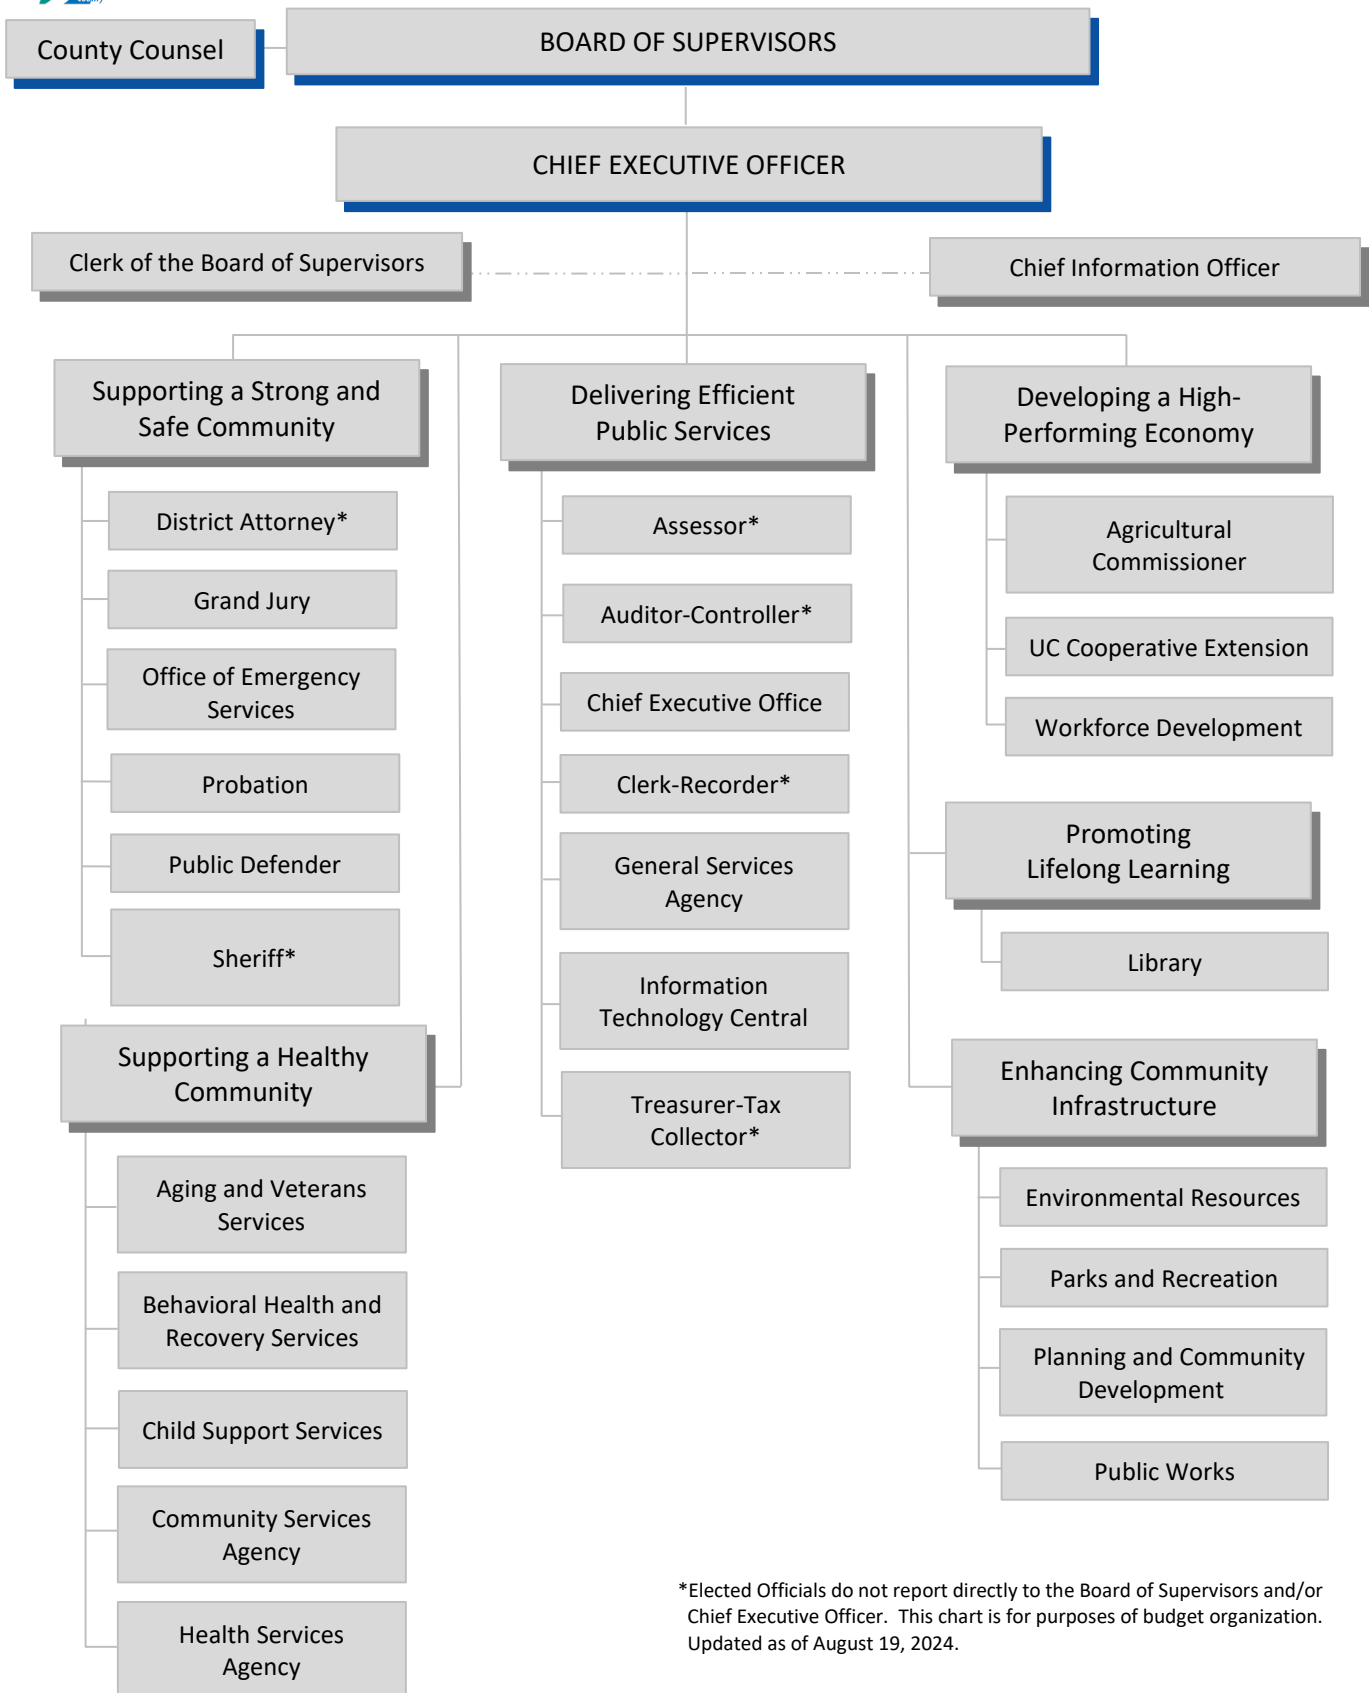 County Counsel
BOARD OF SUPERVISORS
CHIEF EXECUTIVE OFFICER
Clerk of the Board of Supervisors
Chief Information Officer
Supporting a Strong and
Safe Community
District Attorney*
Grand Jury
Office of Emergency
Services
Probation
Public Defender
Sheriff*
Supporting a Healthy
Community
Aging and Veterans
Services
Behavioral Health and
Recovery Services
Child Support Services
Community Services
Agency
Health Services
Agency
Delivering Efficient
Public Services
Assessor*
Auditor-Controller*
Chief Executive Office
Clerk-Recorder*
General Services
Agency
Information
Technology Central
Treasurer-Tax
Collector*
Developing a High-
Performing Economy
Agricultural
Commissioner
UC Cooperative Extension
Workforce Development
Promoting
Lifelong Learning
Library
Enhancing Community
Infrastructure
Environmental Resources
Parks and Recreation
Planning and Community
Development
Public Works
*Elected Officials do not report directly to the Board of Supervisors and/or
Chief Executive Officer.  This chart is for purposes of budget organization.
Updated as of August 19, 2024.